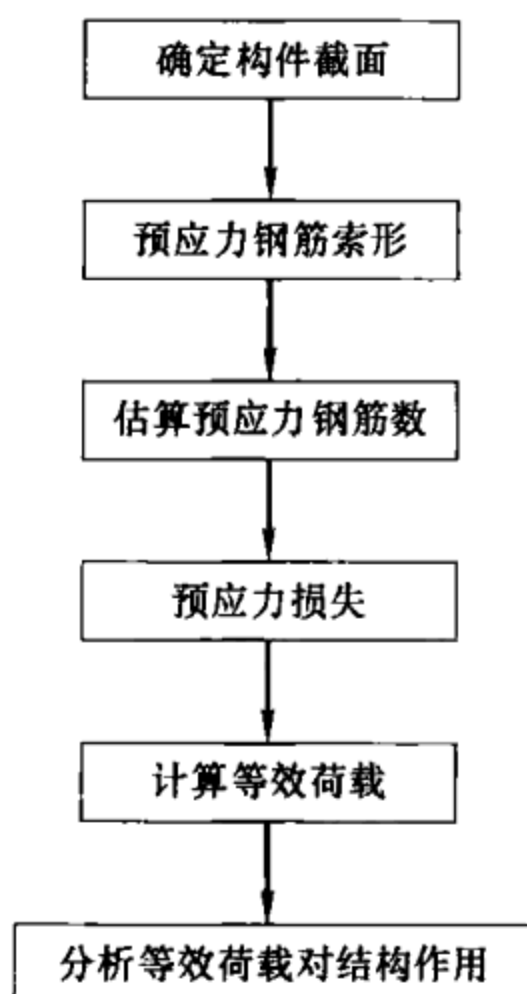 确定构件截面
预应力钢筋索形
估算预应力钢筋数
预应力损失
计算等效荷载
分析等效荷载对结构作用